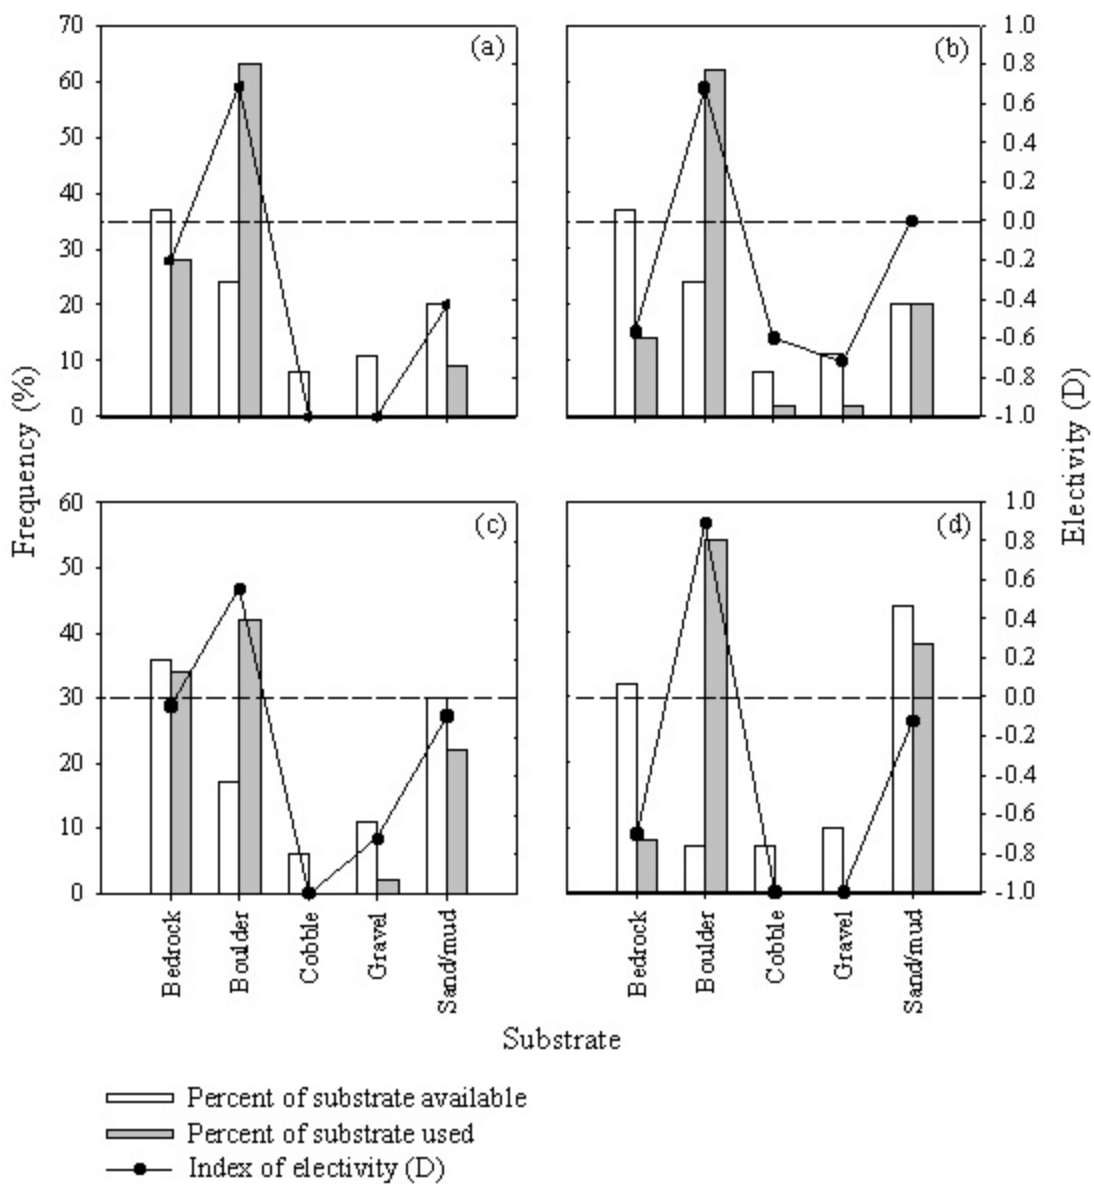 70
60
50
40
30
20
10
0
(a)
(b)
1.0
0.8
0.6
0.4
0.2
0.0
-0.2
-0.4
-0.6
-0.8
-1.0
Frequency (%)
Electivity (D)
60
50
40
30
20
10
0
(c)
(d)
1.0
0.8
0.6
0.4
0.2
0.0
-0.2
-0.4
-0.6
-0.8
-1.0
Bedrock
Boulder
Cobble
Gravel
Sand/mud
Bedrock
Boulder
Cobble
Gravel
Sand/mud
Substrate
Percent of substrate available
Percent of substrate used
Index of electivity (D)